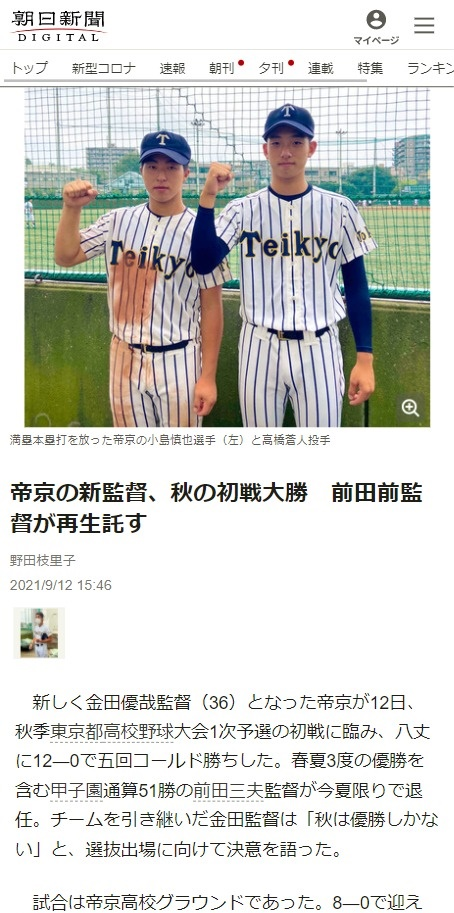 朝日新聞
DIGITAL
マイページ
トップ 新型コロナ 速報 朝刊 夕刊 連載 特集 ランキン
T
T
Teikyo
Teikyo
満塁本塁打を放った帝京の小島慎也選手（左）と高橋蒼人投手
帝京の新監督、秋の初戦大勝　前田前監
督が再生託す
野田枝里子
2021/9/12 15:46
新しく金田優哉監督（36）となった帝京が12日、
秋季東京都高校野球大会1次予選の初戦に臨み、八丈
に12―0で五回コールド勝ちした。春夏3度の優勝を
含む甲子園通算51勝の前田三夫監督が今夏限りで退
任。チームを引き継いだ金田監督は「秋は優勝しかな
い」と、選抜出場に向けて決意を語った。
試合は帝京高校グラウンドであった。8―0で迎え